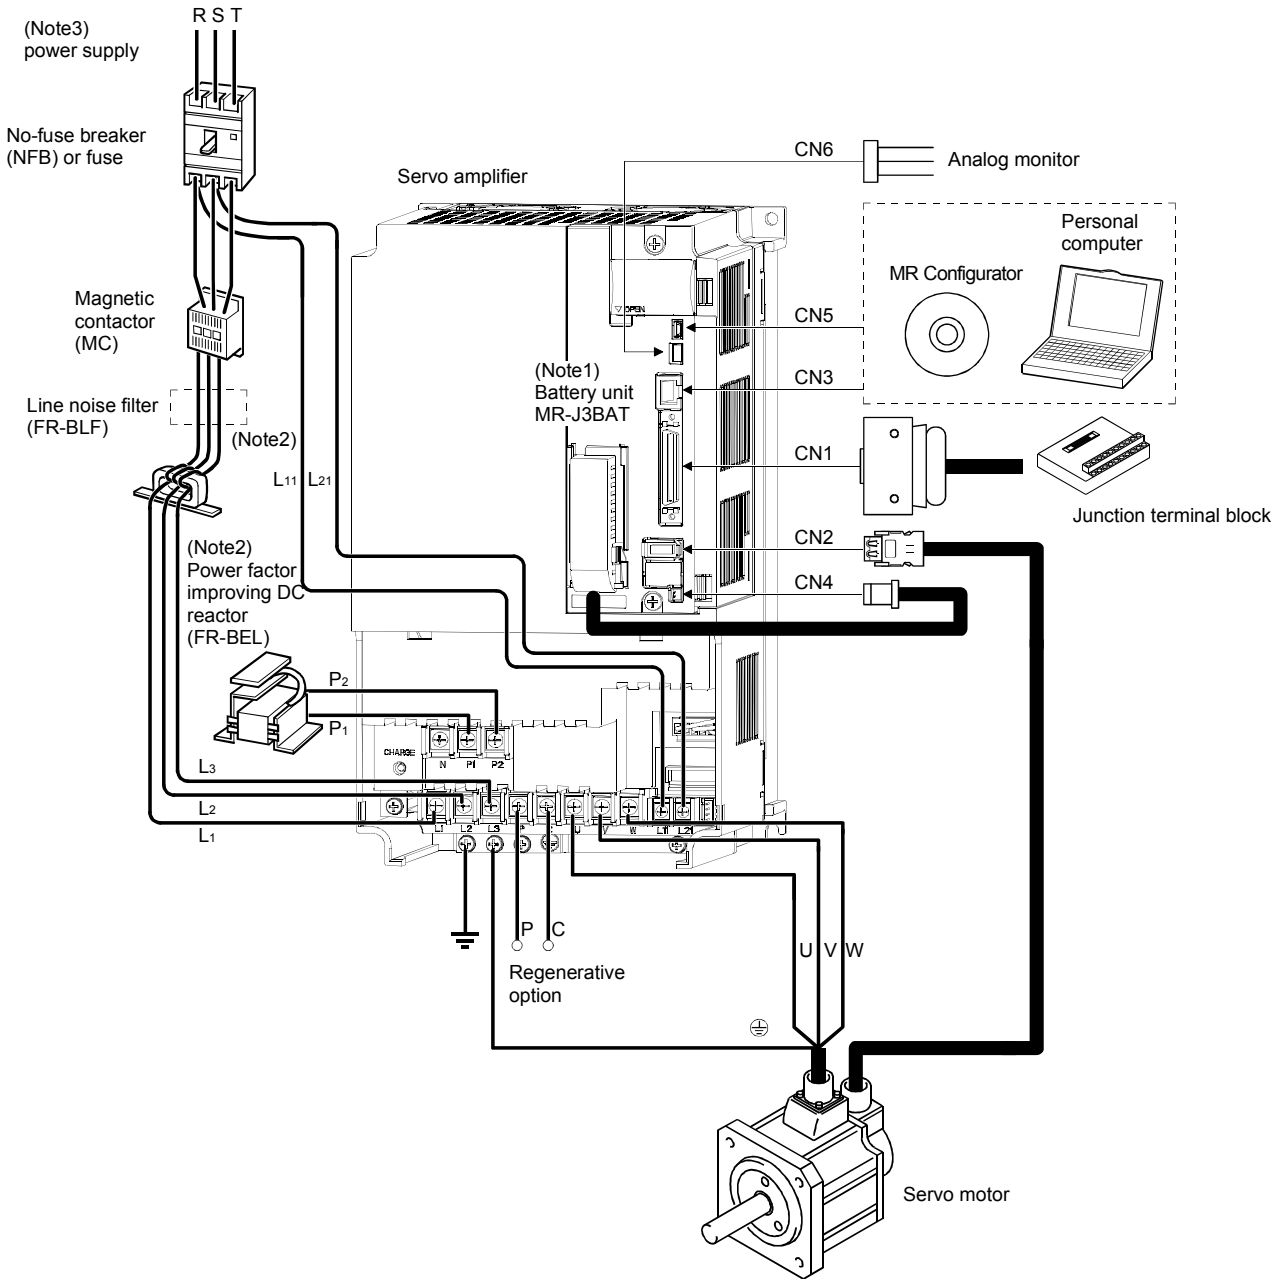 R S T
(Note3)
power supply
No-fuse breaker
(NFB) or fuse
Servo amplifier
CN6
Analog monitor
Personal
computer
MR Configurator
Magnetic
contactor
(MC)
OPEN
CN5
(Note1)
Battery unit
MR-J3BAT
CN3
Line noise filter
(FR-BLF)
(Note2)
L11 L21
CN1
Junction terminal block
(Note2)
Power factor
improving DC
reactor
(FR-BEL)
CN2
CN4
P2
P1
CHARGE
N P1 P2
L3
L2
L1
L1 L2 L3 U V W L11 L21
P C
Regenerative
option
U V W
Servo motor